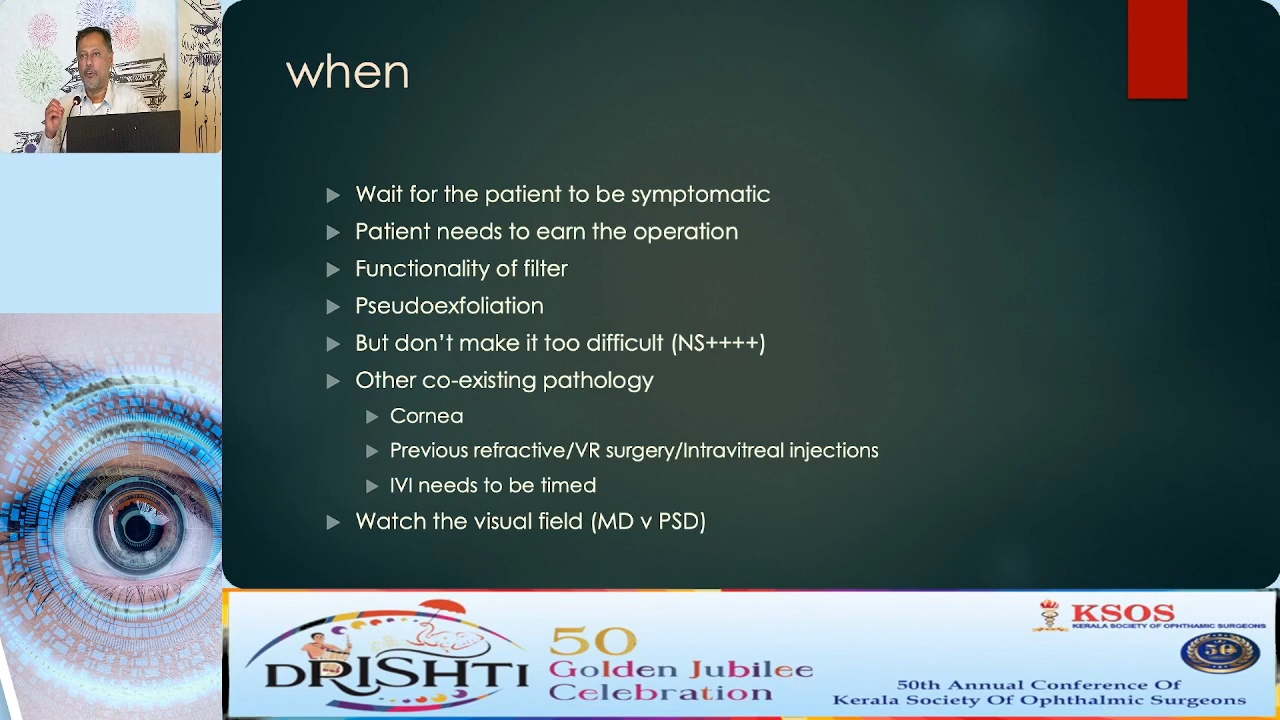 when
Wait for the patient to be symptomatic
Patient needs to earn the operation
Functionality of filter
Pseudoexfoliation
But don't make it too difficult (NS++++)
Other co-existing pathology
Cornea
Previous refractive/VR surgery/Intravitreal injections
IVI needs to be timed
Watch the visual field (MD v PSD)
DRISHTI
50
Golden Jubilee
Celebration
KSOS
KERALA SOCIETY OF OPHTHAMIC SURGEONS
50
50th Annual Conference Of
Kerala Society Of Ophthalmic Surgeons